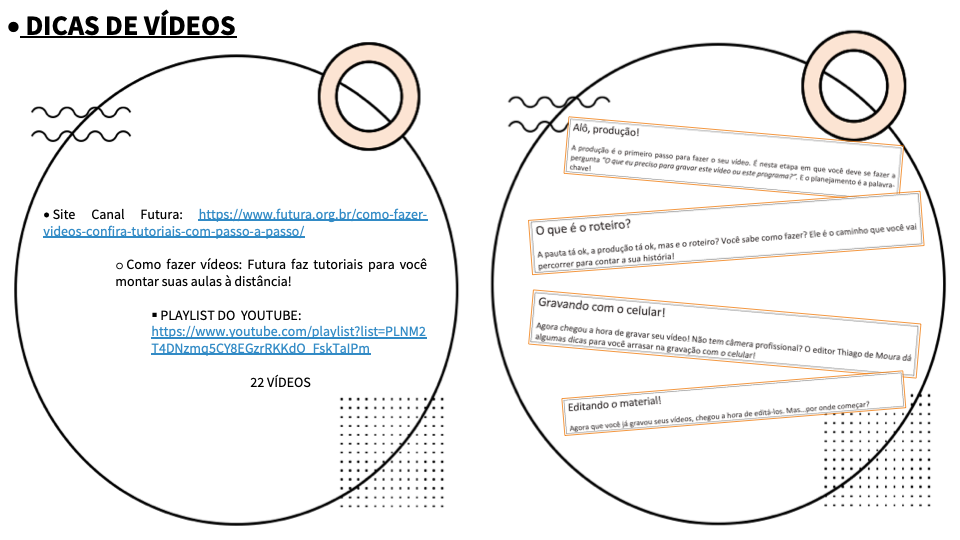 • DICAS DE VÍDEOS
• Site Canal Futura: https://www.futura.org.br/como-fazer-
videos-confira-tutoriais-com-passo-a-passo/
o Como fazer vídeos: Futura faz tutoriais para você
montar suas aulas à distância!
▪ PLAYLIST DO YOUTUBE:
https://www.youtube.com/playlist?list=PLNM2
T4DNzmq5CY8EGzrRKKdO_FskTaIPm
22 VÍDEOS
Alô, produção!
A produção é o primeiro passo para fazer o seu vídeo. É nesta etapa em que você deve se fazer a
pergunta "O que eu preciso para gravar este vídeo ou este programa?". E o planejamento é a palavra-
chave!
O que é o roteiro?
A pauta tá ok, a produção tá ok, mas e o roteiro? Você sabe como fazer? Ele é o caminho que você vai
percorrer para contar a sua história!
Gravando com o celular!
Agora chegou a hora de gravar seu vídeo! Não tem câmera profissional? O editor Thiago de Moura dá
algumas dicas para você arrasar na gravação com o celular!
Editando o material!
Agora que você já gravou seus vídeos, chegou a hora de editá-los. Mas...por onde começar?